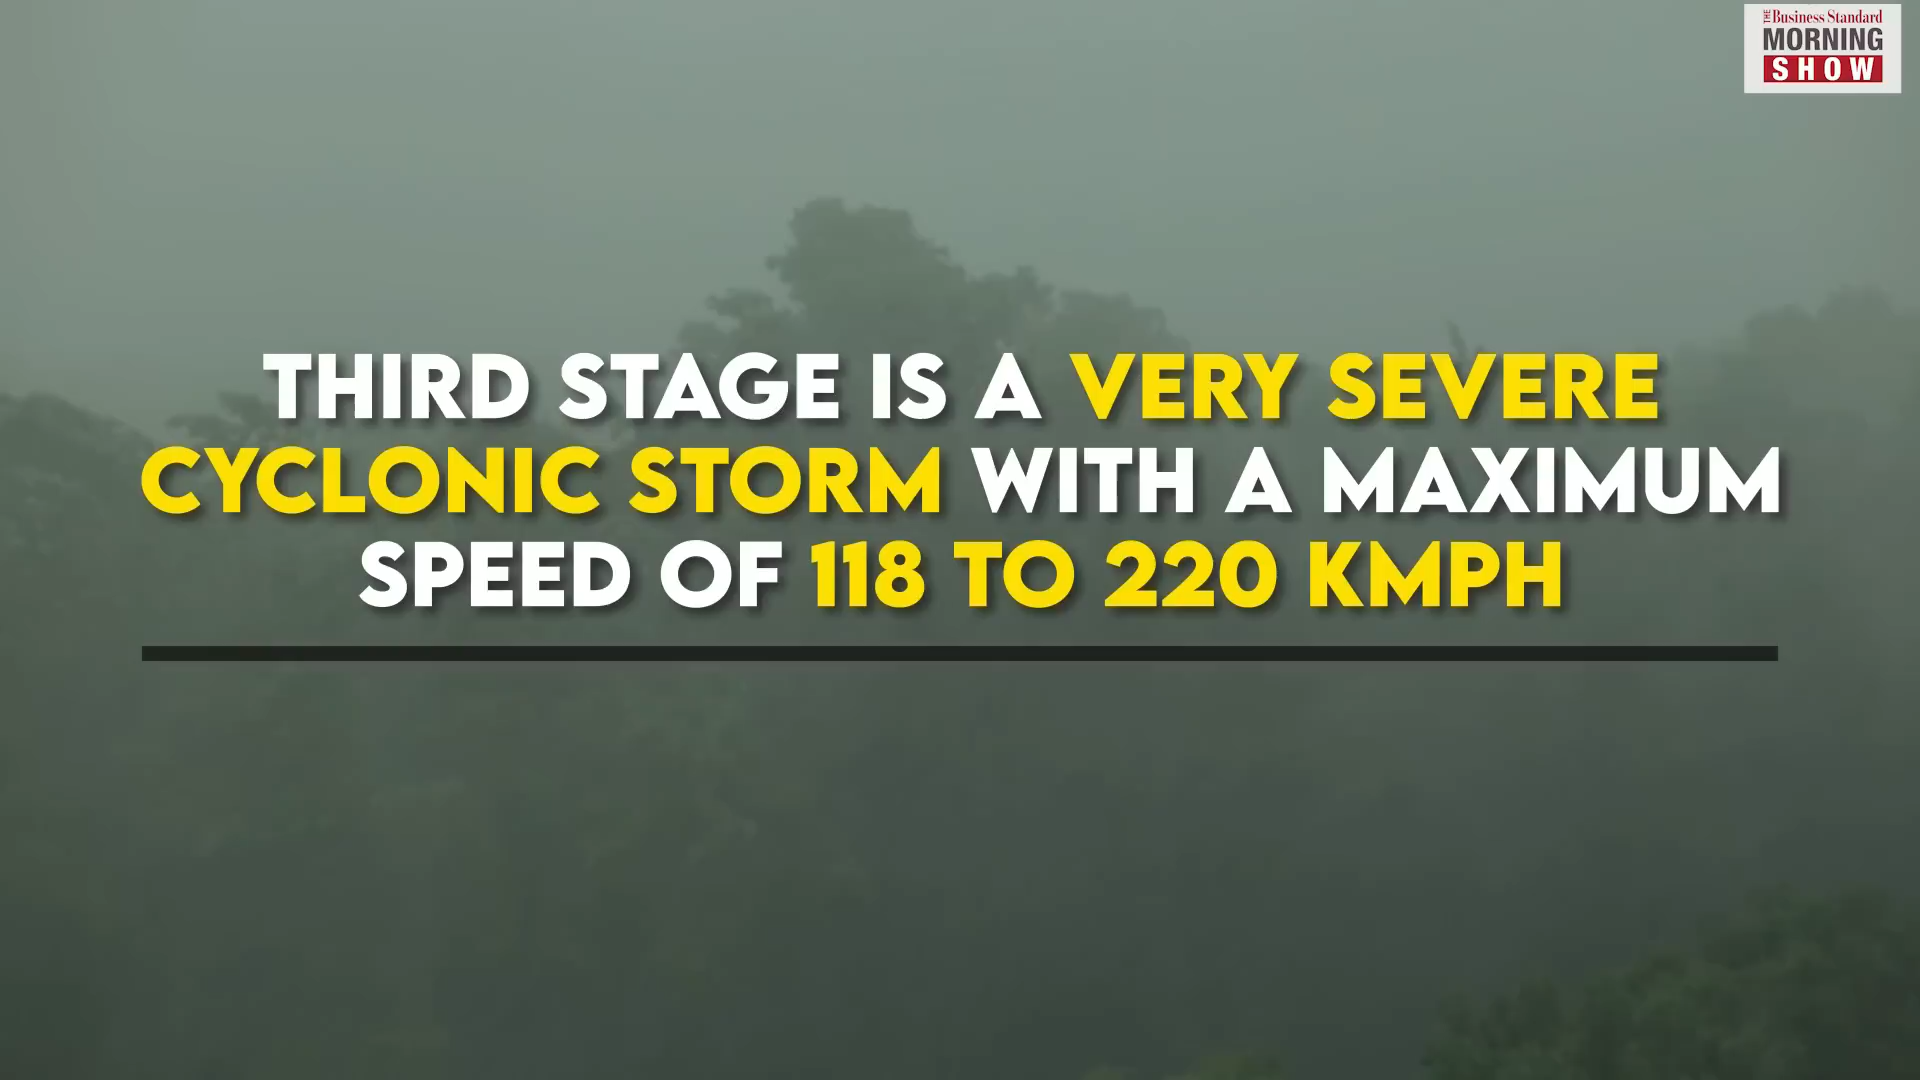 THE Business Standard
MORNING
SHOW
THIRD STAGE IS A VERY SEVERE
CYCLONIC STORM WITH A MAXIMUM
SPEED OF 118 TO 220 KMPH